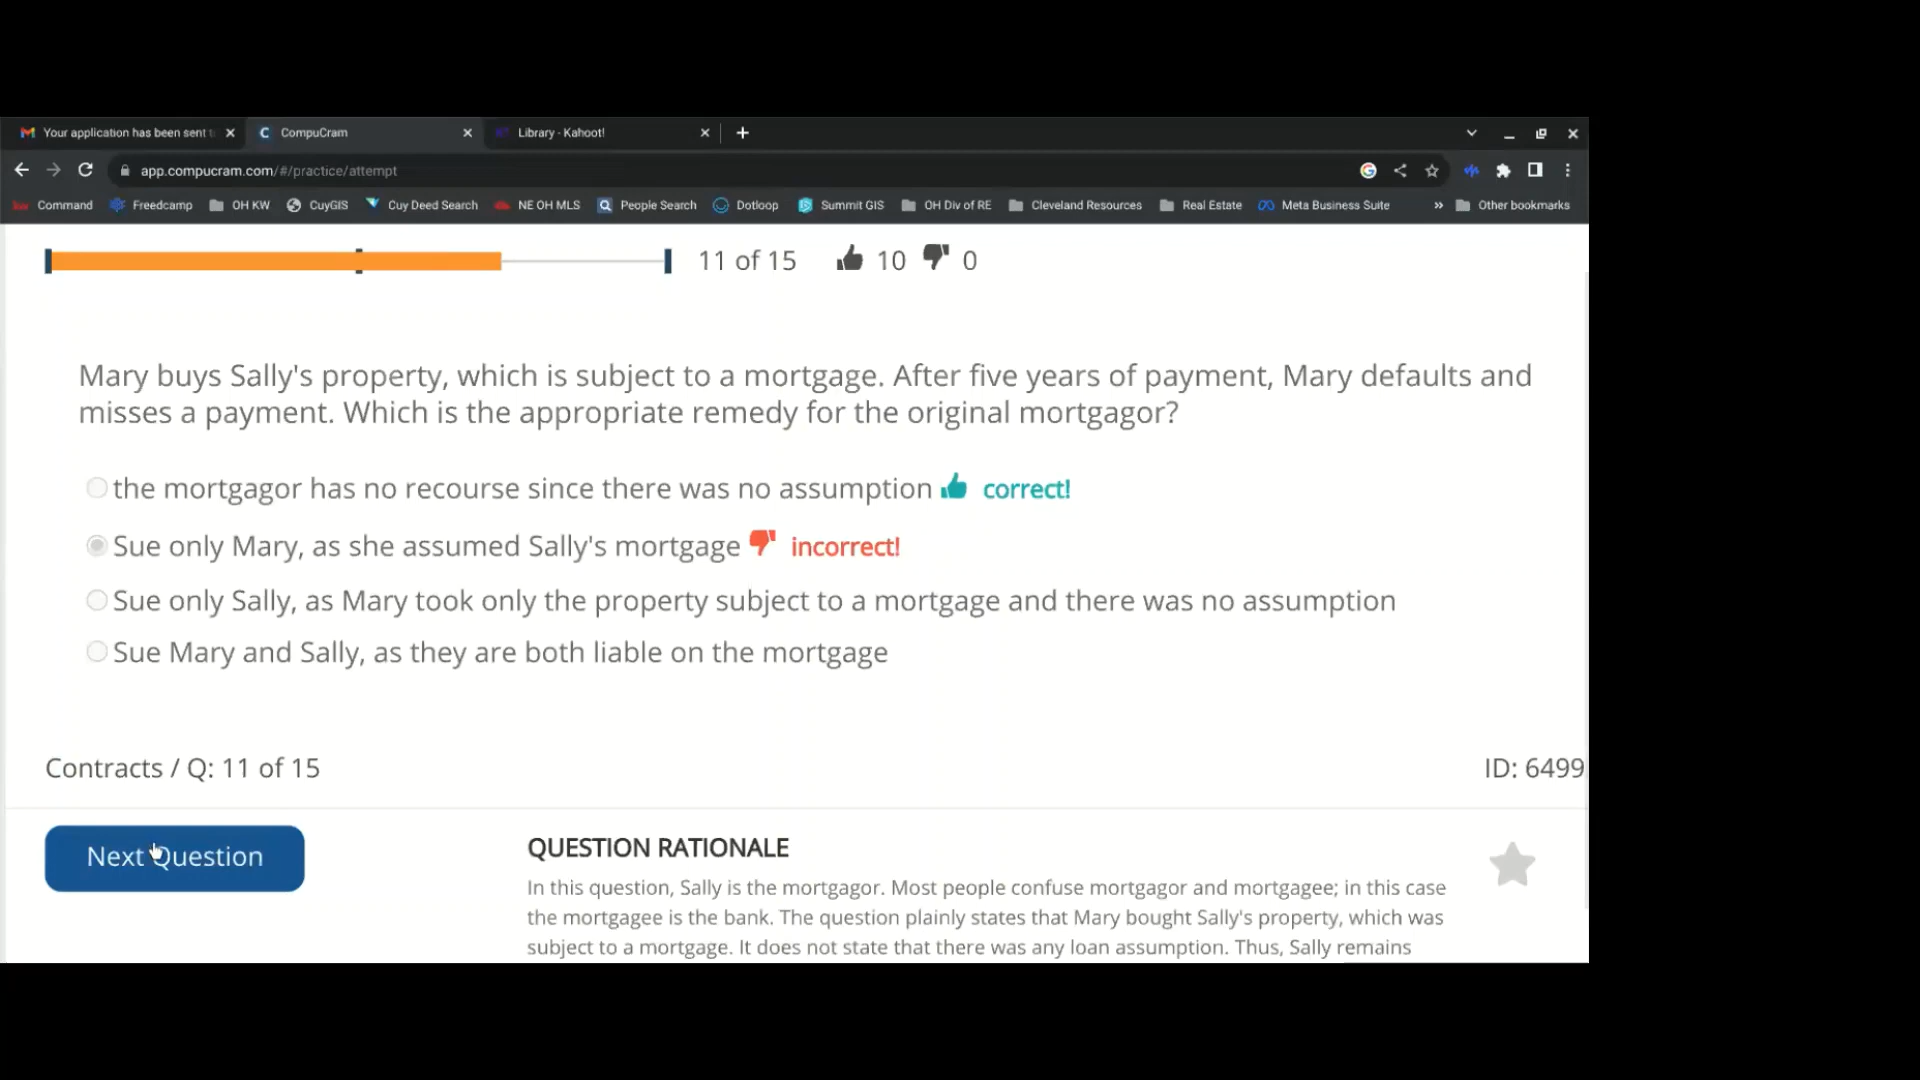 Your application has been sent t
CompuCram
Library - Kahoot!
app.compucram.com/#/practice/attempt
Command
Freedcamp
OH KW
CuyGIS
Cuy Deed Search
NE OH MLS
People Search
Dotloop
Summit GIS
OH Div of RE
Cleveland Resources
Real Estate
Meta Business Suite
»
Other bookmarks
11 of 15 10 0
Mary buys Sally's property, which is subject to a mortgage. After five years of payment, Mary defaults and
misses a payment. Which is the appropriate remedy for the original mortgagor?
the mortgagor has no recourse since there was no assumption correct!
Sue only Mary, as she assumed Sally's mortgage incorrect!
Sue only Sally, as Mary took only the property subject to a mortgage and there was no assumption
Sue Mary and Sally, as they are both liable on the mortgage
Contracts / Q: 11 of 15
ID: 6499
Next Question
QUESTION RATIONALE
In this question, Sally is the mortgagor. Most people confuse mortgagor and mortgagee; in this case
the mortgagee is the bank. The question plainly states that Mary bought Sally's property, which was
subject to a mortgage. It does not state that there was any loan assumption. Thus, Sally remains